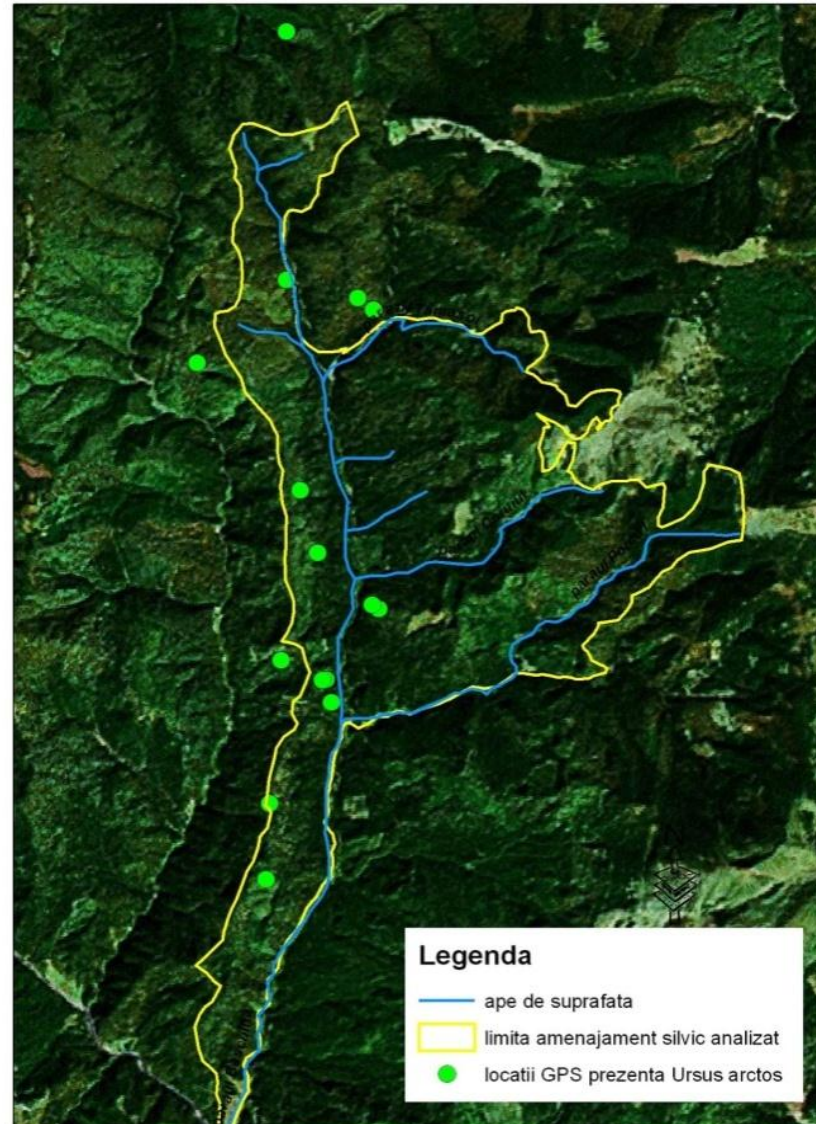 Legenda
ape de suprafata
limita amenajament silvic analizat
locatii GPS prezenta Ursus arctos